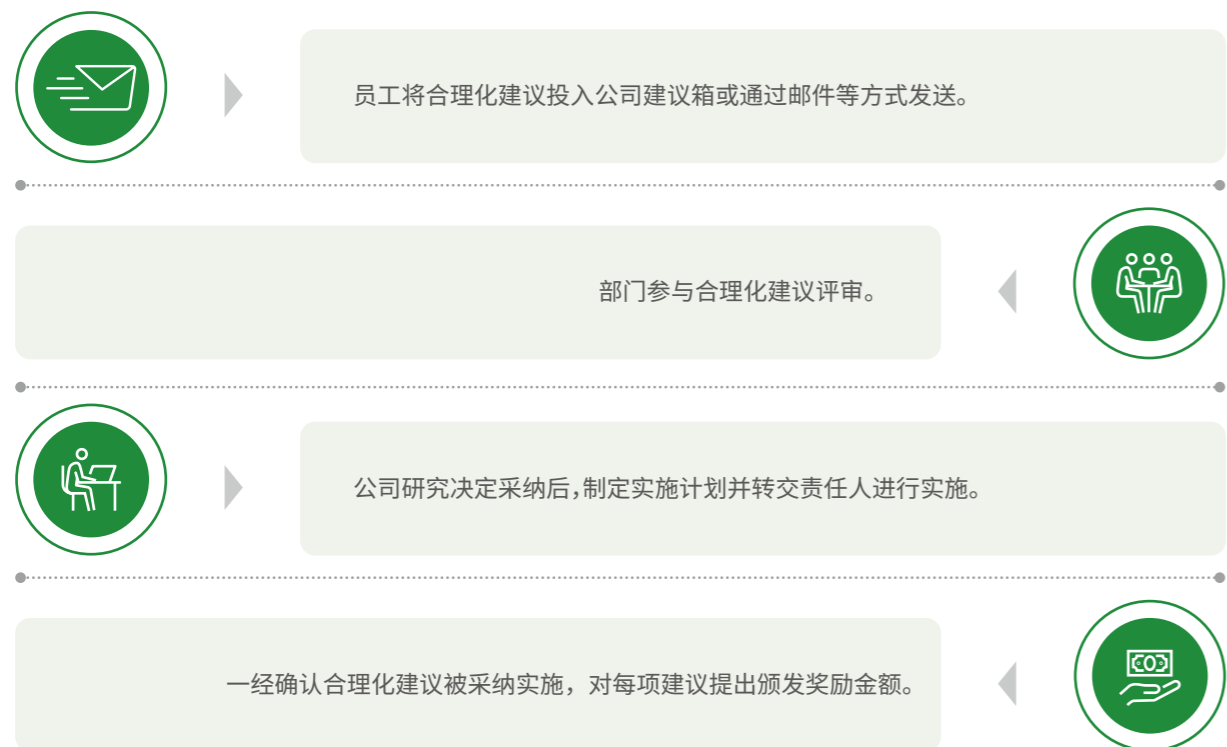 员工将合理化建议投入公司建议箱或通过邮件等方式发送。
部门参与合理化建议评审。
公司研究决定采纳后，制定实施计划并转交责任人进行实施。
一经确认合理化建议被采纳实施，对每项建议提出颁发奖励金额。